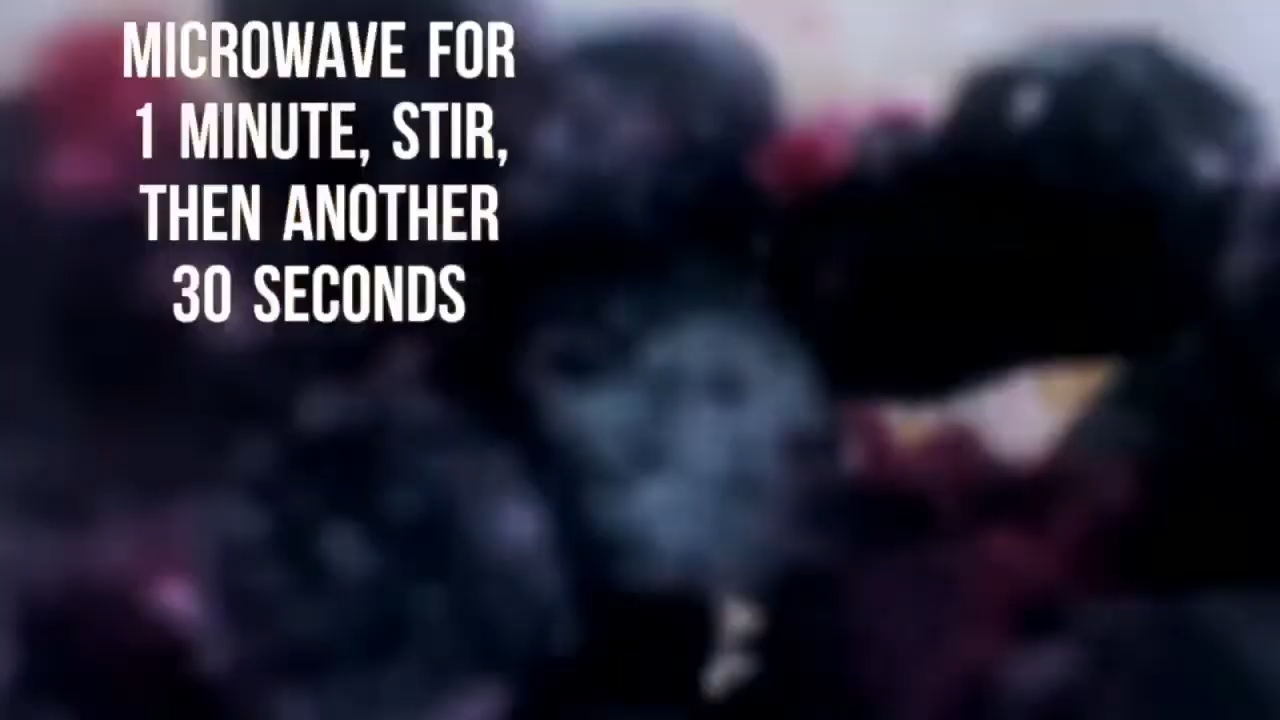 MICROWAVE FOR
1 MINUTE, STIR,
THEN ANOTHER
30 SECONDS